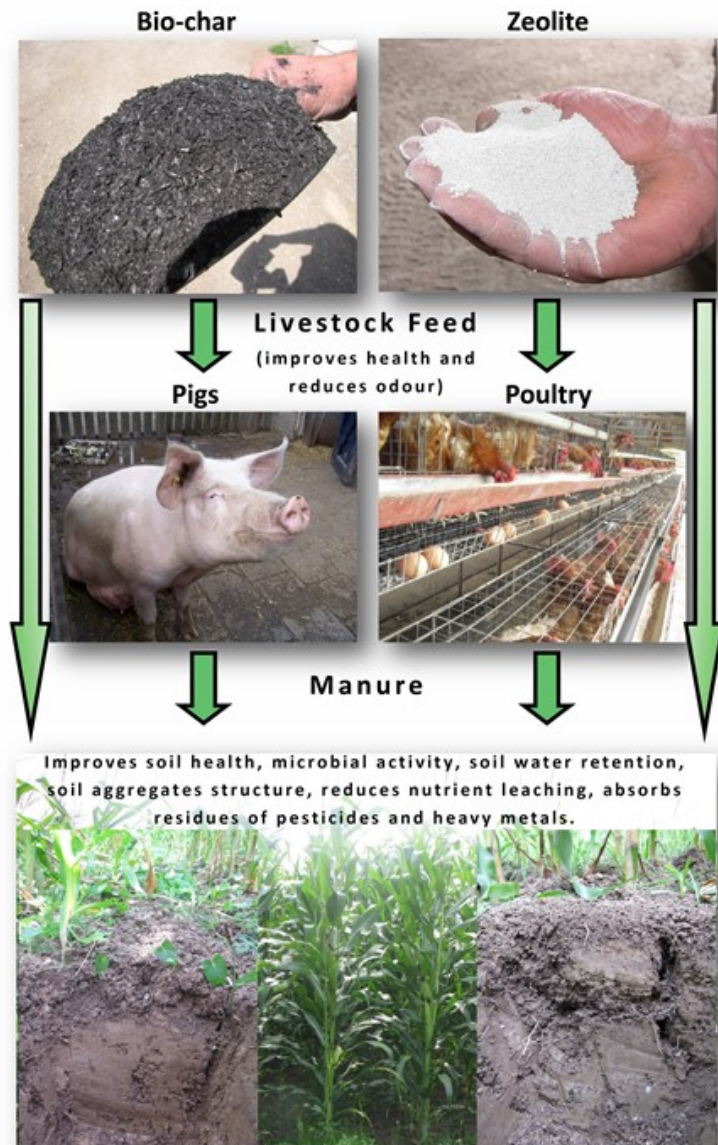 Bio-char
Zeolite
Livestock Feed
(improves health and
reduces odour)
Pigs
Poultry
Manure
Improves soil health, microbial activity, soil water retention,
soil aggregates structure, reduces nutrient leaching, absorbs
residues of pesticides and heavy metals.